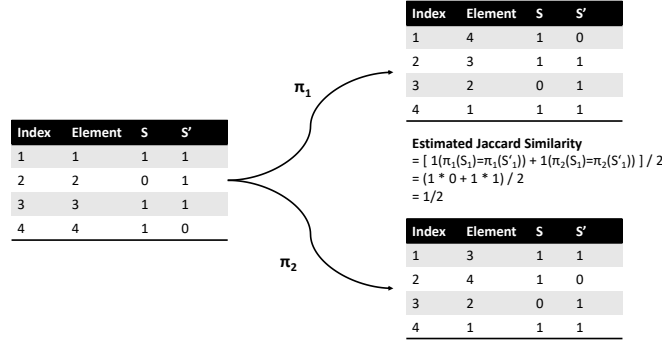 Index Element S S'
1 4 1 0
2 3 1 1
3 2 0 1
4 1 1 1
π1
Index Element S S'
1 1 1 1
2 2 0 1
3 3 1 1
4 4 1 0
Estimated Jaccard Similarity
= [ 1(π1(S1)=π1(S'1)) + 1(π2(S1)=π2(S'1)) ] / 2
= (1 * 0 + 1 * 1) / 2
= 1/2
π2
Index Element S S'
1 3 1 1
2 4 1 0
3 2 0 1
4 1 1 1